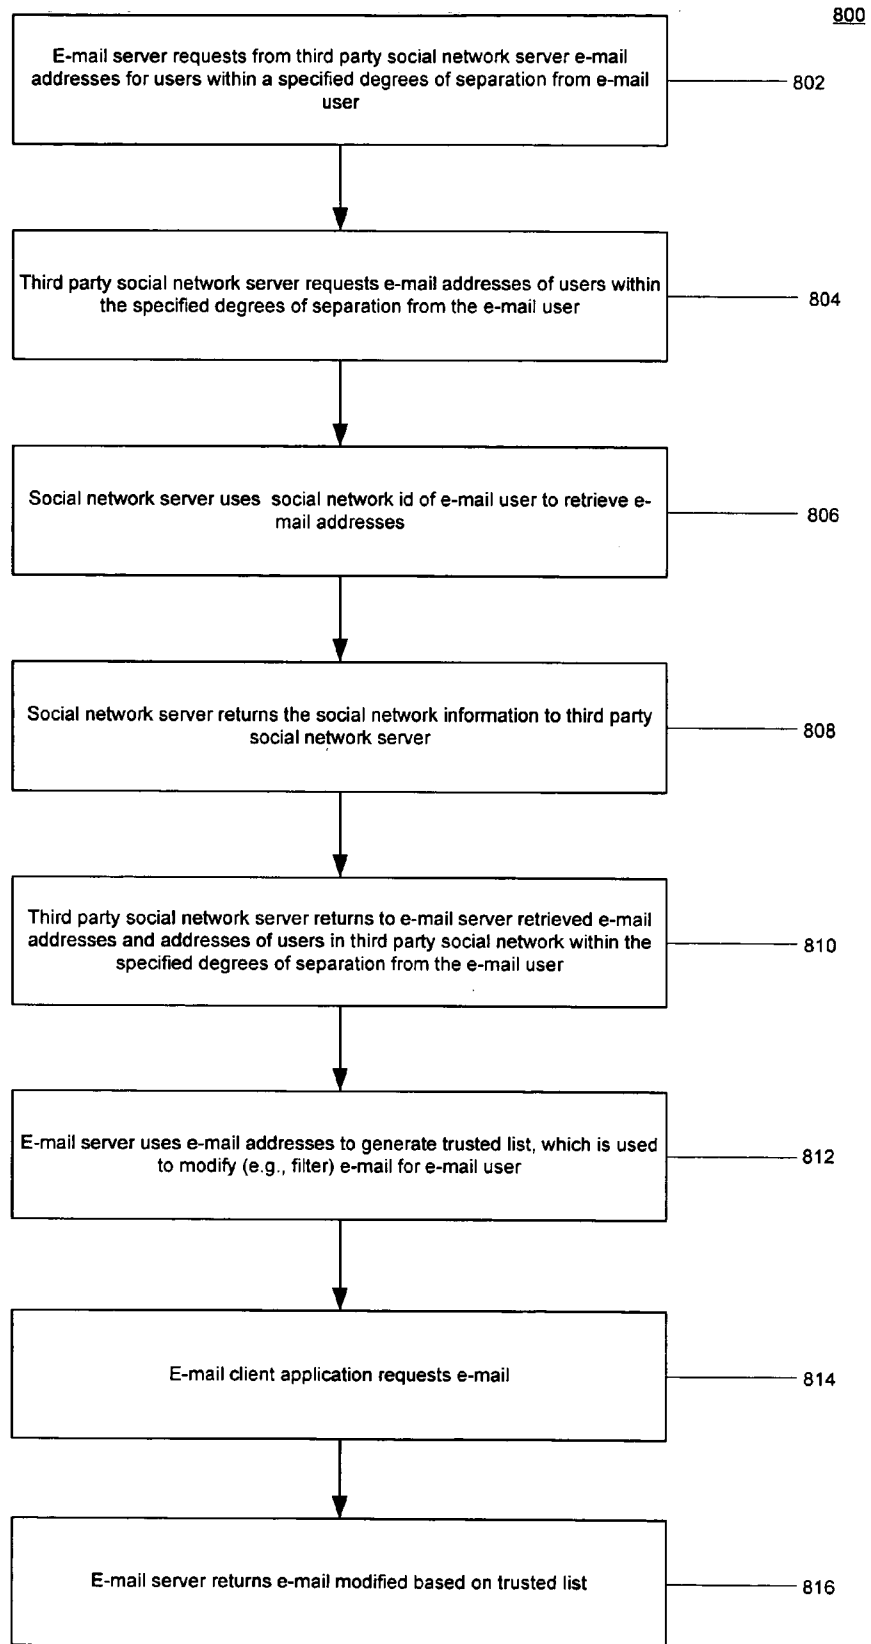 800
E-mail server requests from third party social network server e-mail
addresses for users within a specified degrees of separation from e-mail
user
802
Third party social network server requests e-mail addresses of users within
the specified degrees of separation from the e-mail user
804
Social network server uses social network id of e-mail user to retrieve e-
mail addresses
806
Social network server returns the social network information to third party
social network server
808
Third party social network server returns to e-mail server retrieved e-mail
addresses and addresses of users in third party social network within the
specified degrees of separation from the e-mail user
810
E-mail server uses e-mail addresses to generate trusted list, which is used
to modify (e.g., filter) e-mail for e-mail user
812
E-mail client application requests e-mail
814
E-mail server returns e-mail modified based on trusted list
816